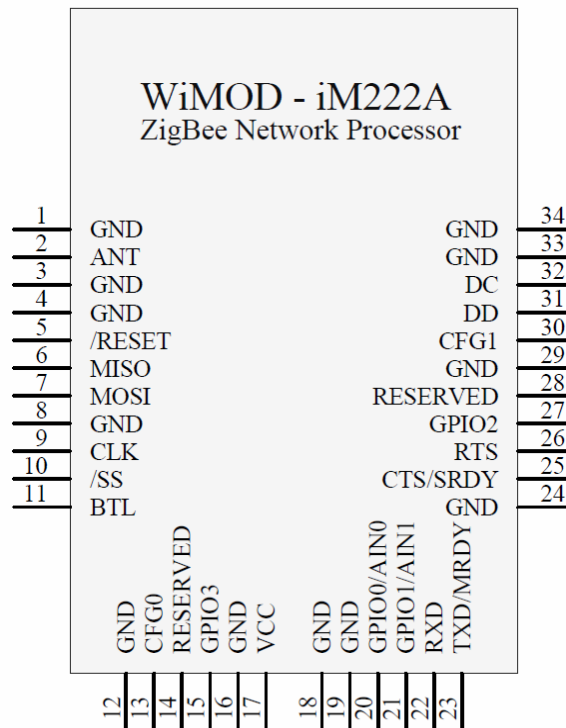 WiMOD - iM222A
ZigBee Network Processor
1 GND
2 ANT
3 GND
4 GND
5 /RESET
6 MISO
7 MOSI
8 GND
9 CLK
10 /SS
11 BTL
GND 34
GND 33
DC 32
DD 31
CFG1 30
GND 29
RESERVED 28
GPIO2 27
RTS 26
CTS/SRDY 25
GND 24
12 GND
13 CFG0
14 RESERVED
15 GPIO3
16 GND
17 VCC
18 GND
19 GND
20 GPIO0/AIN0
21 GPIO1/AIN1
22 RXD
23 TXD/MRDY